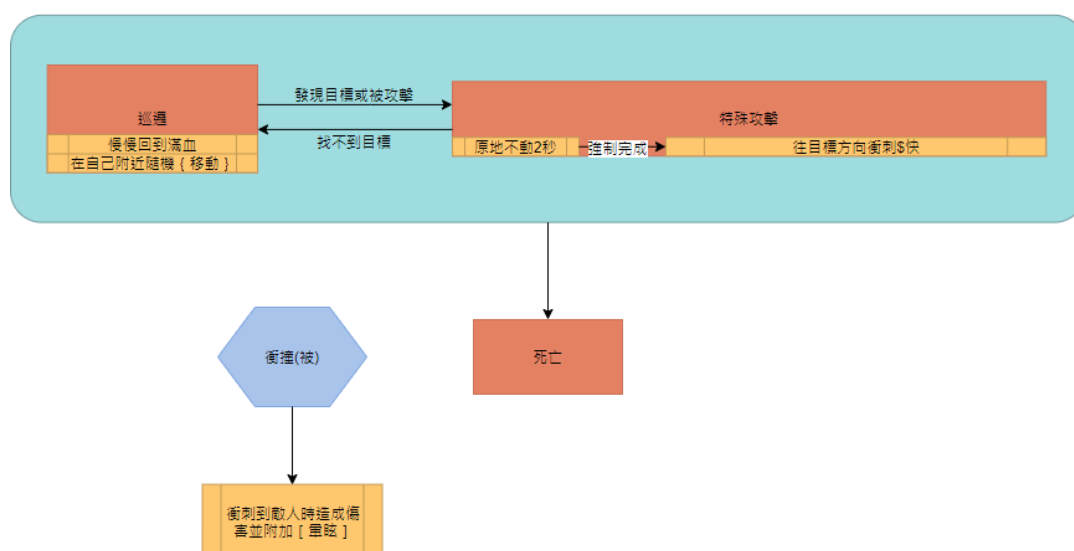 巡邏
慢慢回到滿血
在自己附近隨機 { 移動 }
發現目標或被攻擊
找不到目標
特殊攻擊
原地不動2秒
強制完成
往目標方向衝刺$快
衝撞(被)
死亡
衝刺到敵人時造成傷
害並附加 [ 暈眩 ]